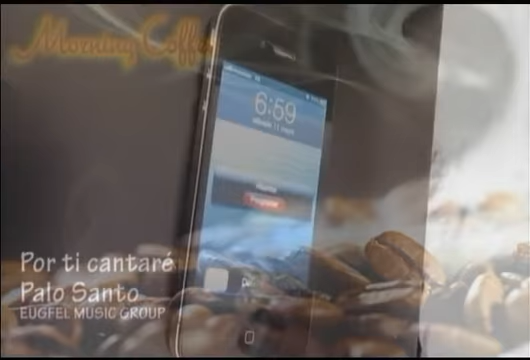 Morning Coffee
6:59
Por ti cantaré
Palo Santo
EUGFEL MUSIC GROUP